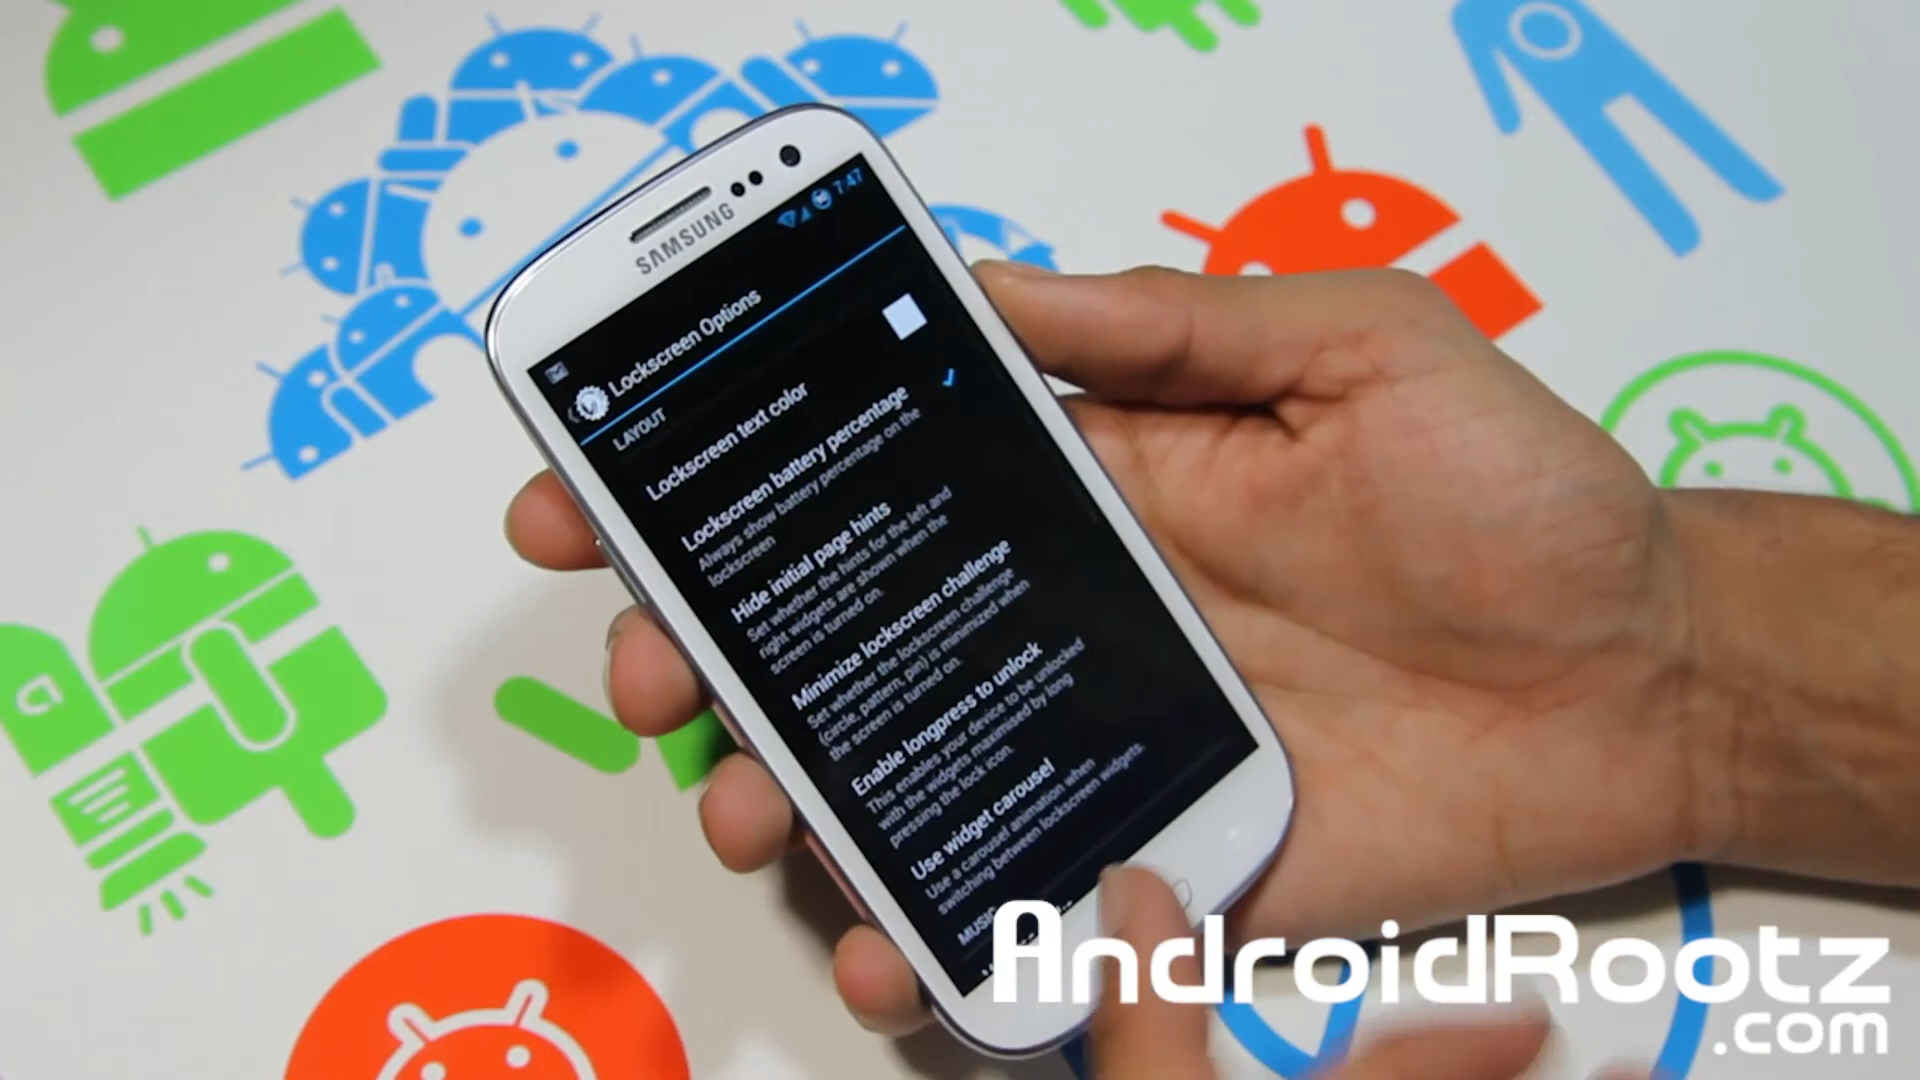 SAMSUNG
7:47
Lockscreen Options
LAYOUT
Lockscreen text color
Lockscreen battery percentage
Always show battery percentage on the
lockscreen
Hide initial page hints
Set whether the hints for the left and
right widgets are shown when the
screen is turned on.
Minimize lockscreen challenge
Set whether the lockscreen challenge
(circle, pattern, pin) is minimized when
the screen is turned on.
Enable longpress to unlock
This enables your device to be unlocked
with the widgets maximised by long
pressing the lock icon.
Use widget carousel
Use a carousel animation when
switching between lockscreen widgets.
MUSIC
AndroidRootz
.com